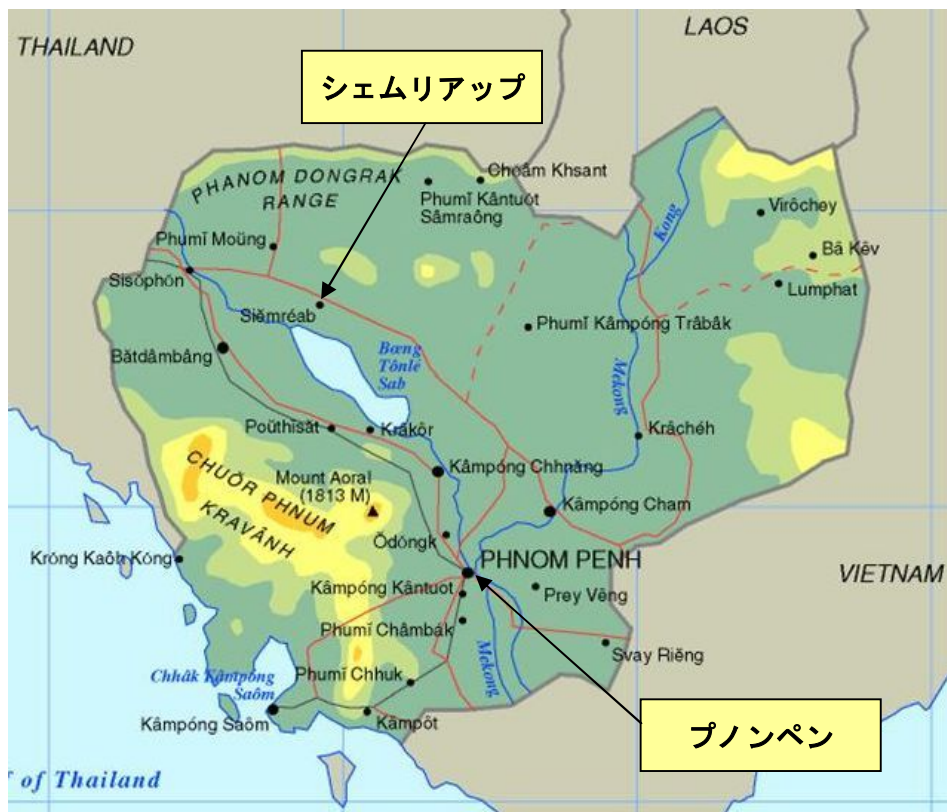 THAILAND
LAOS
シェムリアップ
PHANOM DONGRAK
RANGE
Chŏâm Khsant
Phumĭ Kântuŏt
Sâmraông
Virôchey
Kong
Phumĭ Moŭng
Bâ Kêv
Sisŏphŏn
Lumphat
Siĕmréab
Phumĭ Kâmpóng Trâbâk
Bœng
Tônlé
Sab
Bătdâmbâng
Mekong
Poŭthĭsăt
Krâkôr
Krâchéh
CHUŎR PHNUM
KRAVÂNH
Mount Aoral
(1813 M)
Kâmpóng Chhnăng
Kâmpóng Cham
Ŏdôngk
Krŏng Kaôh Kŏng
PHNOM PENH
VIETNAM
Kâmpóng Kântuot
Prey Vêng
Phumĭ Châmbák
Svay Riĕng
Mekong
Chhâk Kâmpóng
Saôm
Phumĭ Chhuk
Kâmpóng Saôm
Kâmpôt
プノンペン
of Thailand